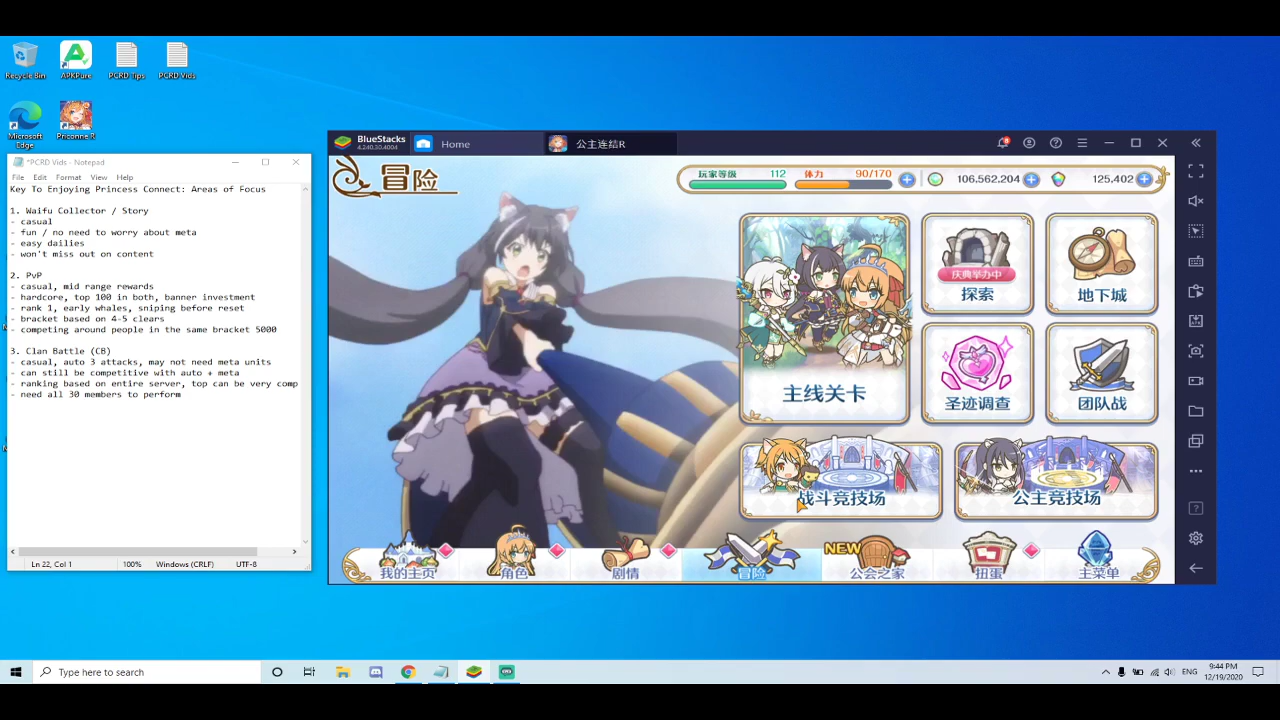 Recycle Bin
APKPure
PCRD Tips
PCRD Vids
Microsoft Edge
Priconne R
*PCRD Vids - Notepad
File Edit Format View Help
Key To Enjoying Princess Connect: Areas of Focus
1. Waifu Collector / Story
- casual
- fun / no need to worry about meta
- easy dailies
- won't miss out on content
2. PvP
- casual, mid range rewards
- hardcore, top 100 in both, banner investment
- rank 1, early whales, sniping before reset
- bracket based on 4-5 clears
- competing around people in the same bracket 5000
3. Clan Battle (CB)
- casual, auto 3 attacks, may not need meta units
- can still be competitive with auto + meta
- ranking based on entire server, top can be very comp
- need all 30 members to perform
Ln 22, Col 1 100% Windows (CRLF) UTF-8
BlueStacks
4.240.30.4004
Home
公主连结R
冒险
玩家等级 112
体力 90/170
106,562,204
125,402
主线关卡
庆典举办中
探索
地下城
圣迹调查
团队战
战斗竞技场
公主竞技场
我的主页
角色
剧情
冒险
NEW
公会之家
扭蛋
主菜单
Type here to search
ENG
9:44 PM
12/19/2020